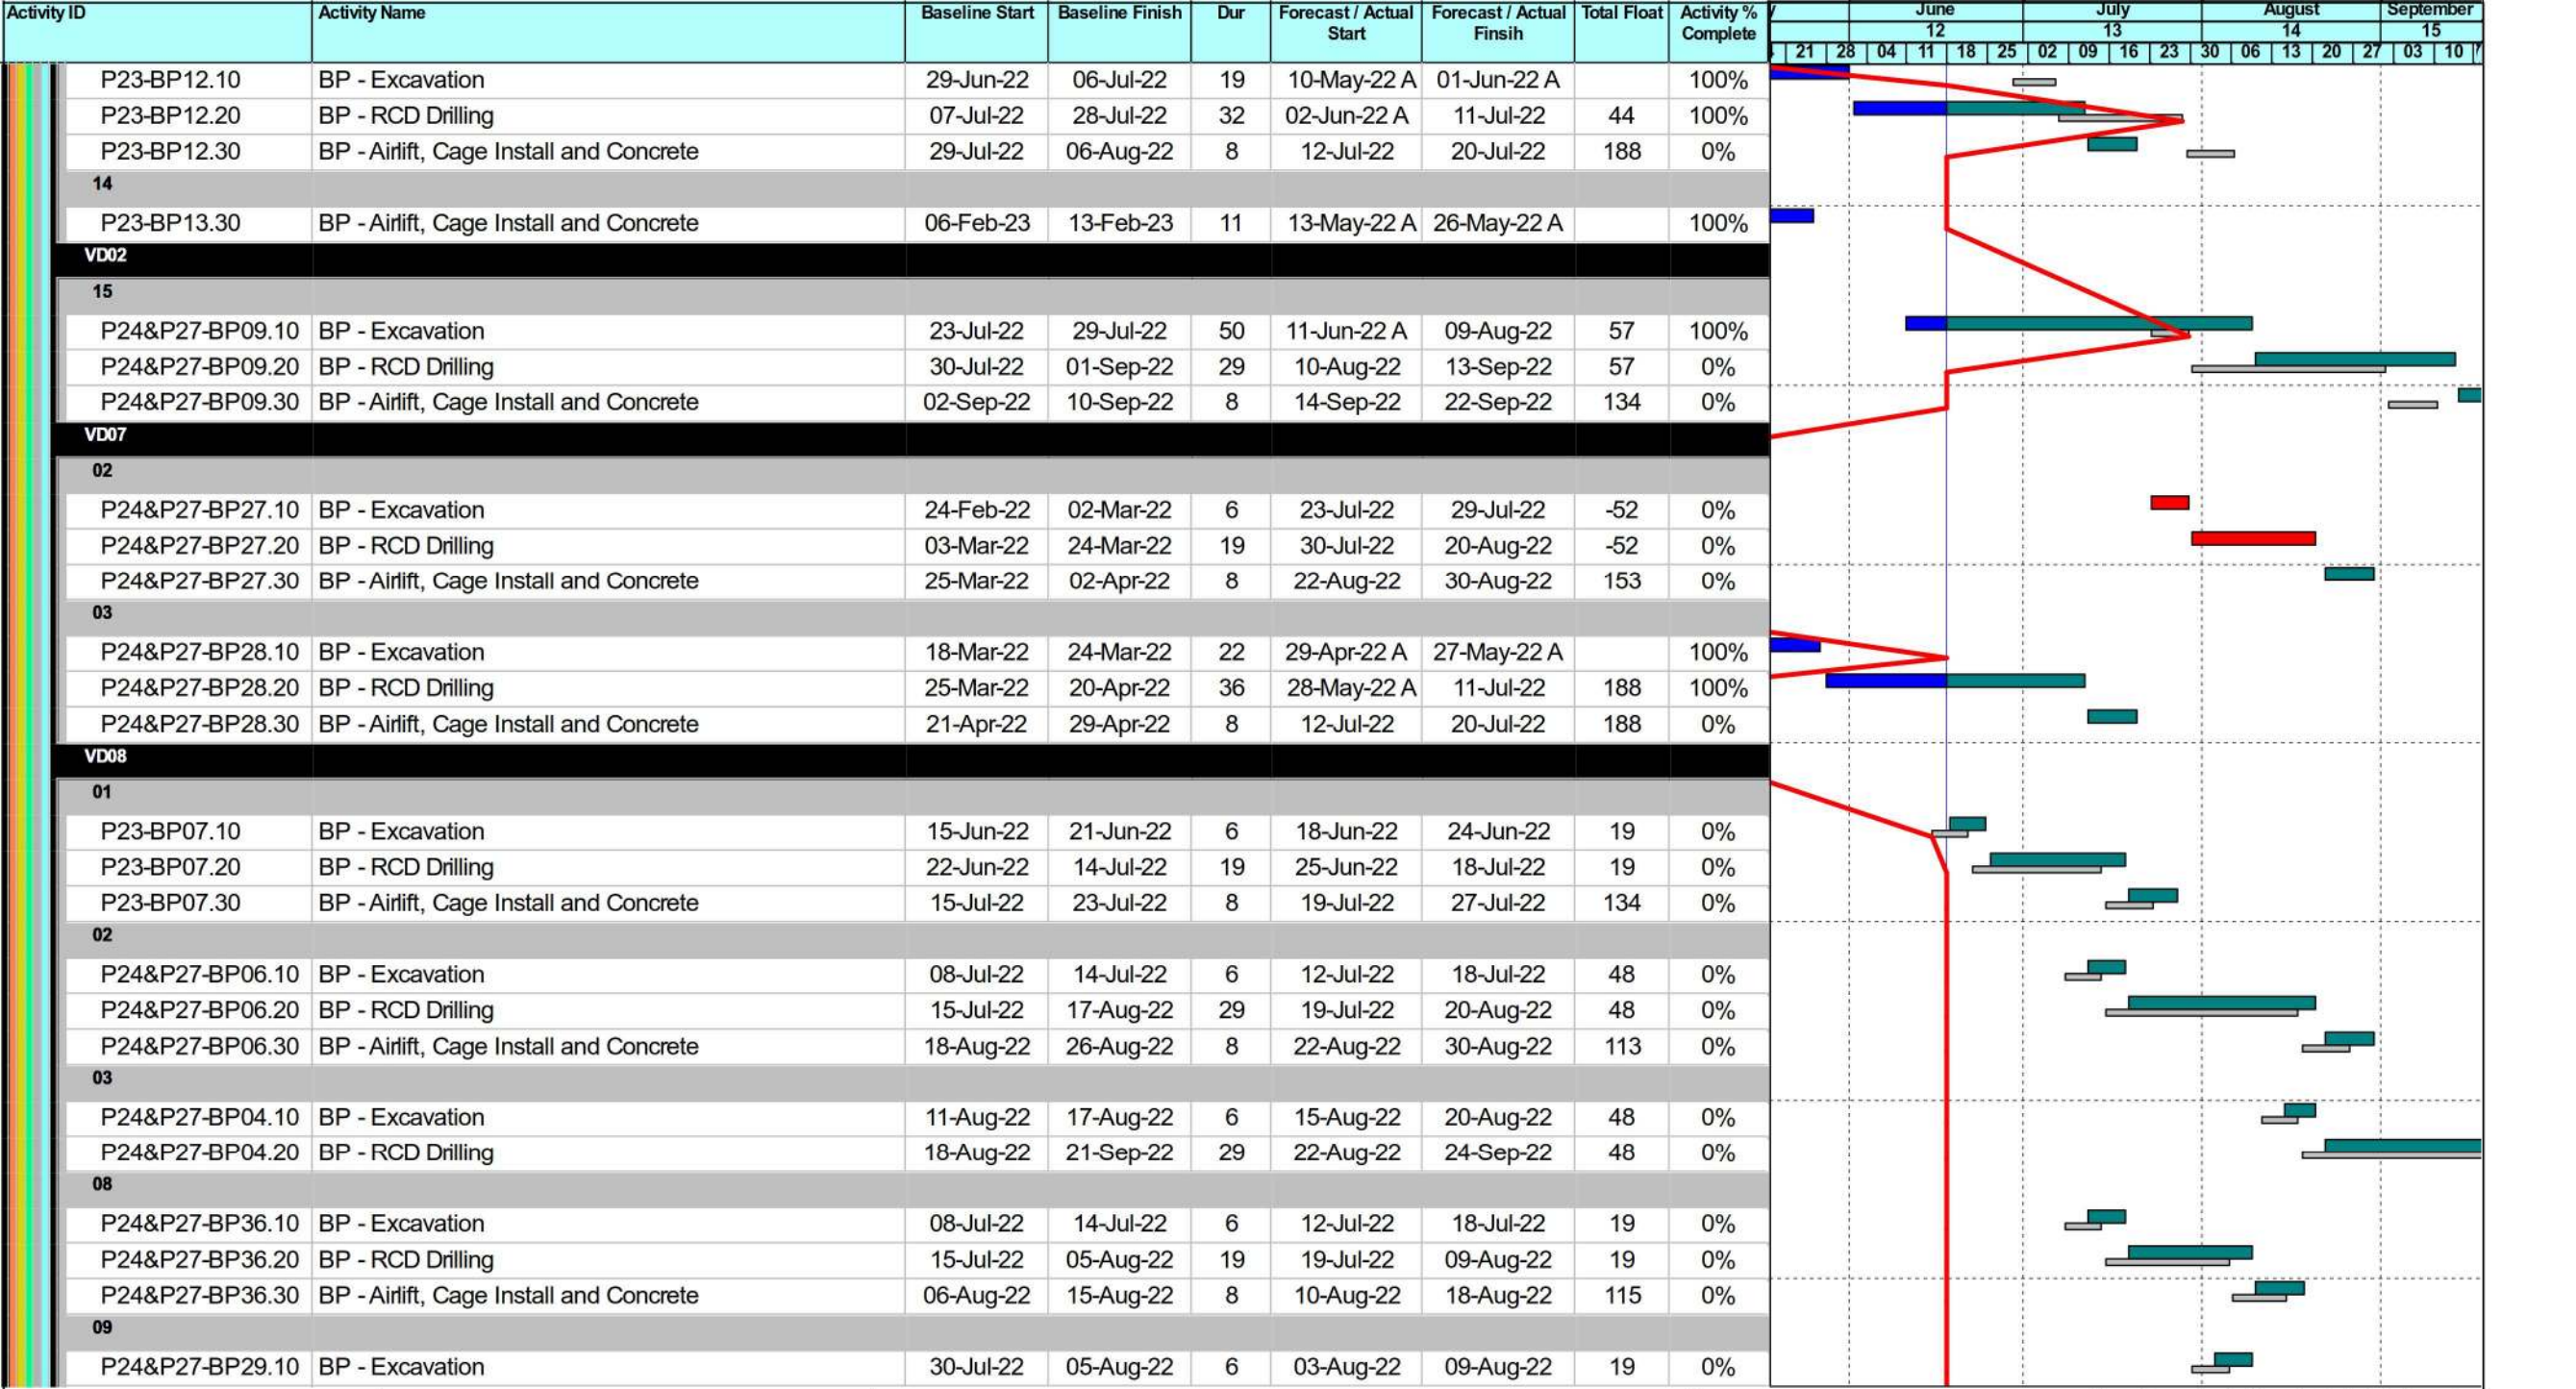 Activity ID Activity Name Baseline Start Baseline Finish Dur Forecast / Actual Start Forecast / Actual Finsih Total Float Activity % Complete June July August September
12 13 14 15
21 28 04 11 18 25 02 09 16 23 30 06 13 20 27 03 10
P23-BP12.10 BP - Excavation 29-Jun-22 06-Jul-22 19 10-May-22 A 01-Jun-22 A 100%
P23-BP12.20 BP - RCD Drilling 07-Jul-22 28-Jul-22 32 02-Jun-22 A 11-Jul-22 44 100%
P23-BP12.30 BP - Airlift, Cage Install and Concrete 29-Jul-22 06-Aug-22 8 12-Jul-22 20-Jul-22 188 0%
14
P23-BP13.30 BP - Airlift, Cage Install and Concrete 06-Feb-23 13-Feb-23 11 13-May-22 A 26-May-22 A 100%
VD02
15
P24&P27-BP09.10 BP - Excavation 23-Jul-22 29-Jul-22 50 11-Jun-22 A 09-Aug-22 57 100%
P24&P27-BP09.20 BP - RCD Drilling 30-Jul-22 01-Sep-22 29 10-Aug-22 13-Sep-22 57 0%
P24&P27-BP09.30 BP - Airlift, Cage Install and Concrete 02-Sep-22 10-Sep-22 8 14-Sep-22 22-Sep-22 134 0%
VD07
02
P24&P27-BP27.10 BP - Excavation 24-Feb-22 02-Mar-22 6 23-Jul-22 29-Jul-22 -52 0%
P24&P27-BP27.20 BP - RCD Drilling 03-Mar-22 24-Mar-22 19 30-Jul-22 20-Aug-22 -52 0%
P24&P27-BP27.30 BP - Airlift, Cage Install and Concrete 25-Mar-22 02-Apr-22 8 22-Aug-22 30-Aug-22 153 0%
03
P24&P27-BP28.10 BP - Excavation 18-Mar-22 24-Mar-22 22 29-Apr-22 A 27-May-22 A 100%
P24&P27-BP28.20 BP - RCD Drilling 25-Mar-22 20-Apr-22 36 28-May-22 A 11-Jul-22 188 100%
P24&P27-BP28.30 BP - Airlift, Cage Install and Concrete 21-Apr-22 29-Apr-22 8 12-Jul-22 20-Jul-22 188 0%
VD08
01
P23-BP07.10 BP - Excavation 15-Jun-22 21-Jun-22 6 18-Jun-22 24-Jun-22 19 0%
P23-BP07.20 BP - RCD Drilling 22-Jun-22 14-Jul-22 19 25-Jun-22 18-Jul-22 19 0%
P23-BP07.30 BP - Airlift, Cage Install and Concrete 15-Jul-22 23-Jul-22 8 19-Jul-22 27-Jul-22 134 0%
02
P24&P27-BP06.10 BP - Excavation 08-Jul-22 14-Jul-22 6 12-Jul-22 18-Jul-22 48 0%
P24&P27-BP06.20 BP - RCD Drilling 15-Jul-22 17-Aug-22 29 19-Jul-22 20-Aug-22 48 0%
P24&P27-BP06.30 BP - Airlift, Cage Install and Concrete 18-Aug-22 26-Aug-22 8 22-Aug-22 30-Aug-22 113 0%
03
P24&P27-BP04.10 BP - Excavation 11-Aug-22 17-Aug-22 6 15-Aug-22 20-Aug-22 48 0%
P24&P27-BP04.20 BP - RCD Drilling 18-Aug-22 21-Sep-22 29 22-Aug-22 24-Sep-22 48 0%
08
P24&P27-BP36.10 BP - Excavation 08-Jul-22 14-Jul-22 6 12-Jul-22 18-Jul-22 19 0%
P24&P27-BP36.20 BP - RCD Drilling 15-Jul-22 05-Aug-22 19 19-Jul-22 09-Aug-22 19 0%
P24&P27-BP36.30 BP - Airlift, Cage Install and Concrete 06-Aug-22 15-Aug-22 8 10-Aug-22 18-Aug-22 115 0%
09
P24&P27-BP29.10 BP - Excavation 30-Jul-22 05-Aug-22 6 03-Aug-22 09-Aug-22 19 0%